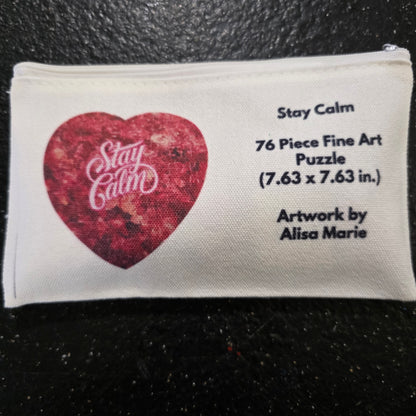 Stay
Calm
Stay Calm
76 Piece Fine Art
Puzzle
(7.63 x 7.63 in.)
Artwork by
Alisa Marie